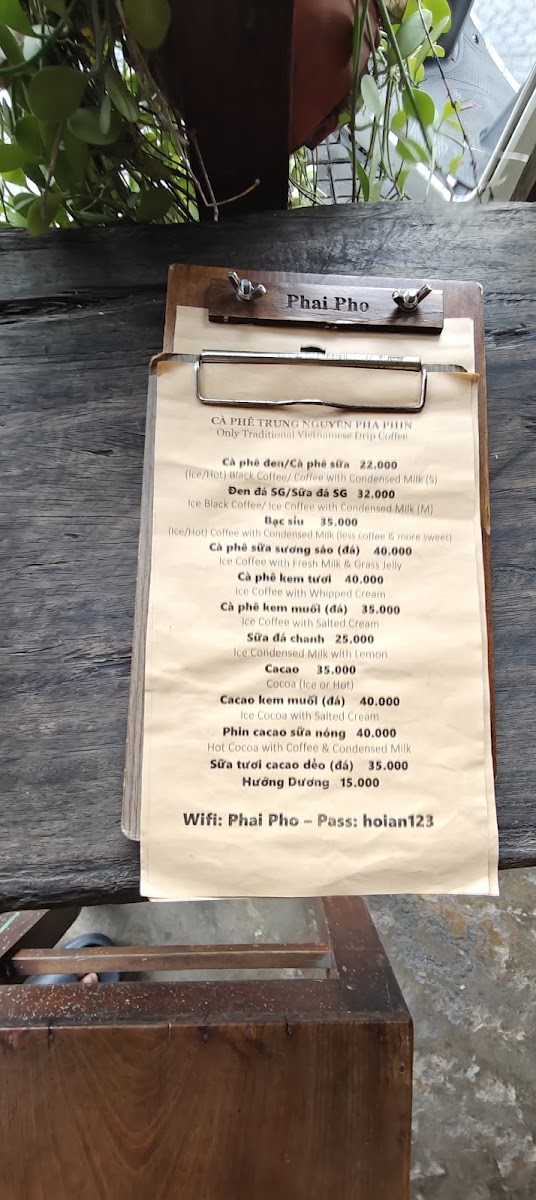 Phai Pho
CÀ PHÊ TRUNG NGUYÊN PHA PHIN
Only Traditional Vietnamese Drip Coffee
Cà phê đen/Cà phê sữa 22.000
(Ice/Hot) Black Coffee/ Coffee with Condensed Milk (S)
Đen đá SG/Sữa đá SG 32.000
Ice Black Coffee/ Ice Coffee with Condensed Milk (M)
Bạc sỉu 35.000
(Ice/Hot) Coffee with Condensed Milk (less coffee & more sweet)
Cà phê sữa sương sáo (đá) 40.000
Ice Coffee with Fresh Milk & Grass Jelly
Cà phê kem tươi 40.000
Ice Coffee with Whipped Cream
Cà phê kem muối (đá) 35.000
Ice Coffee with Salted Cream
Sữa đá chanh 25.000
Ice Condensed Milk with Lemon
Cacao 35.000
Cocoa (Ice or Hot)
Cacao kem muối (đá) 40.000
Ice Cocoa with Salted Cream
Phin cacao sữa nóng 40.000
Hot Cocoa with Coffee & Condensed Milk
Sữa tươi cacao dẻo (đá) 35.000
Hướng Dương 15.000
Wifi: Phai Pho – Pass: hoian123